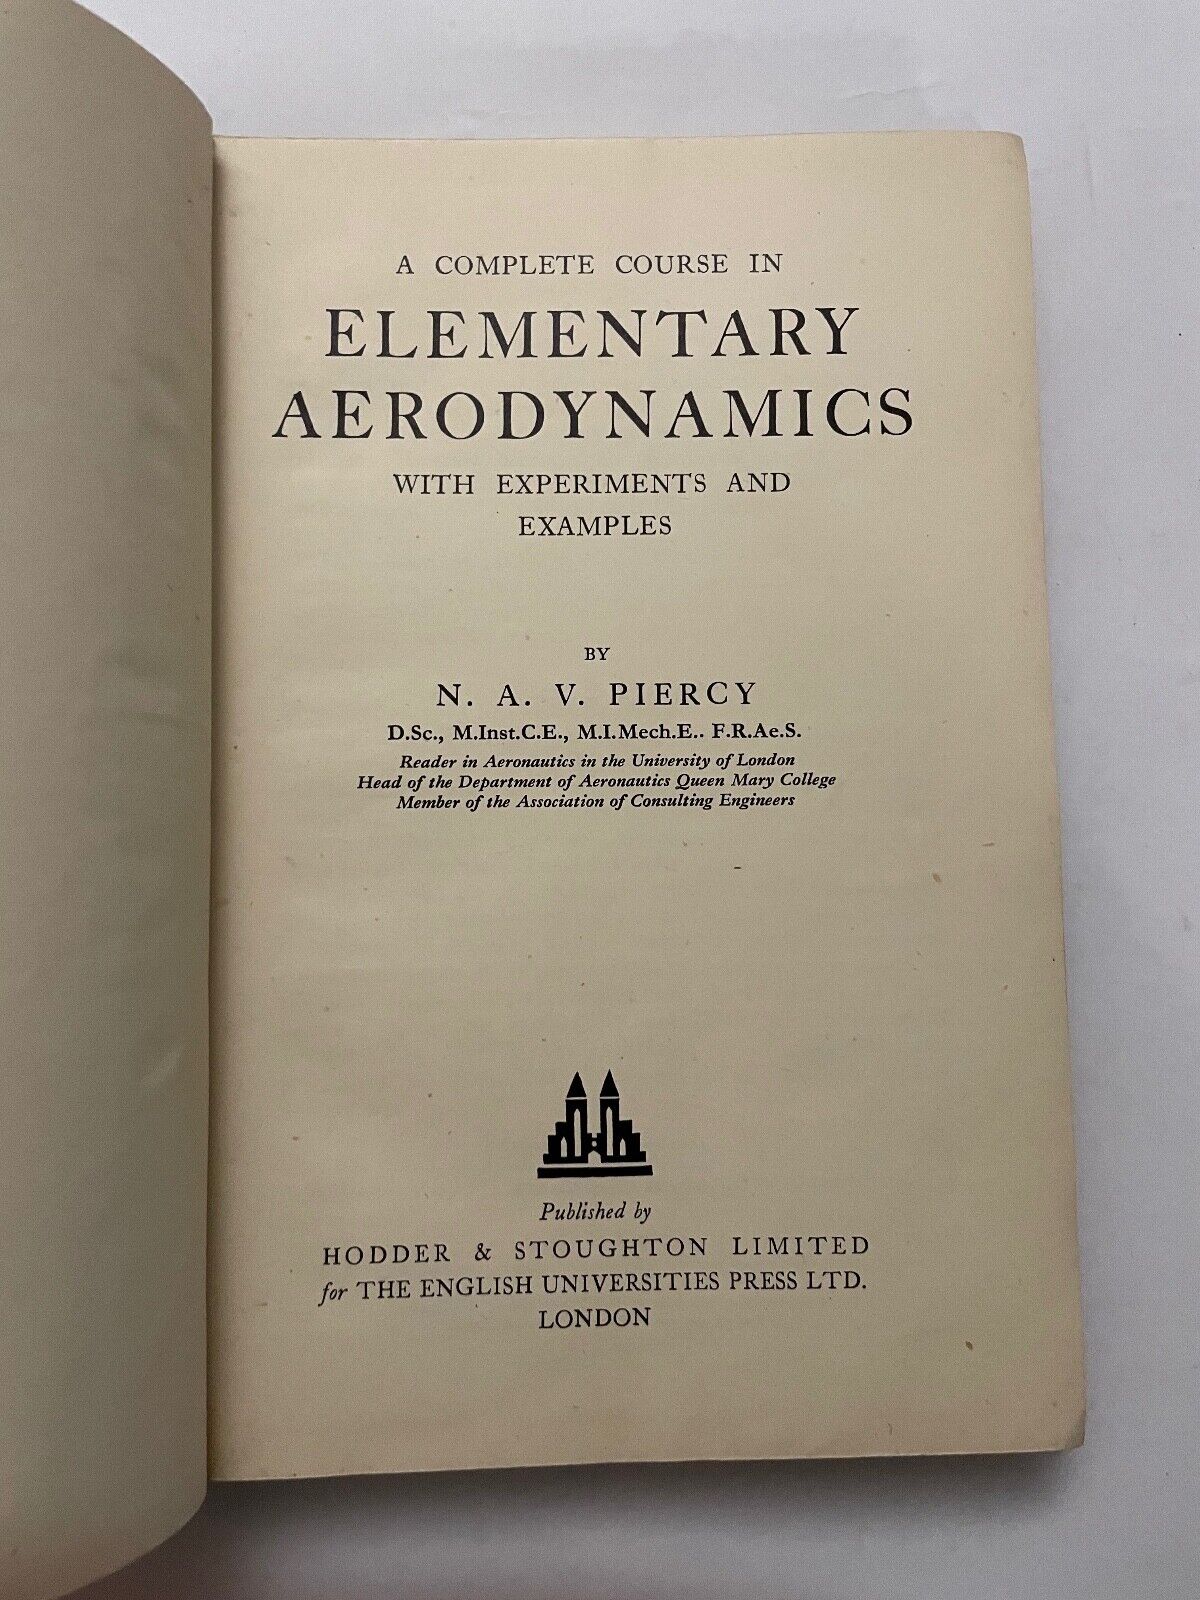 A COMPLETE COURSE IN
ELEMENTARY
AERODYNAMICS
WITH EXPERIMENTS AND
EXAMPLES
BY
N. A. V. PIERCY
D.Sc., M.Inst.C.E., M.I.Mech.E.. F.R.Ae.S.
Reader in Aeronautics in the University of London
Head of the Department of Aeronautics Queen Mary College
Member of the Association of Consulting Engineers
Published by
HODDER & STOUGHTON LIMITED
for THE ENGLISH UNIVERSITIES PRESS LTD.
LONDON